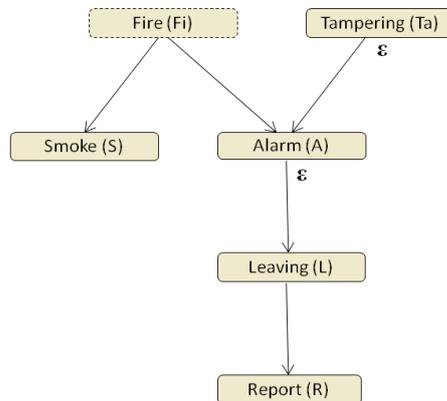 Fire (Fi)
Tampering (Ta)
ε
Smoke (S)
Alarm (A)
ε
Leaving (L)
Report (R)